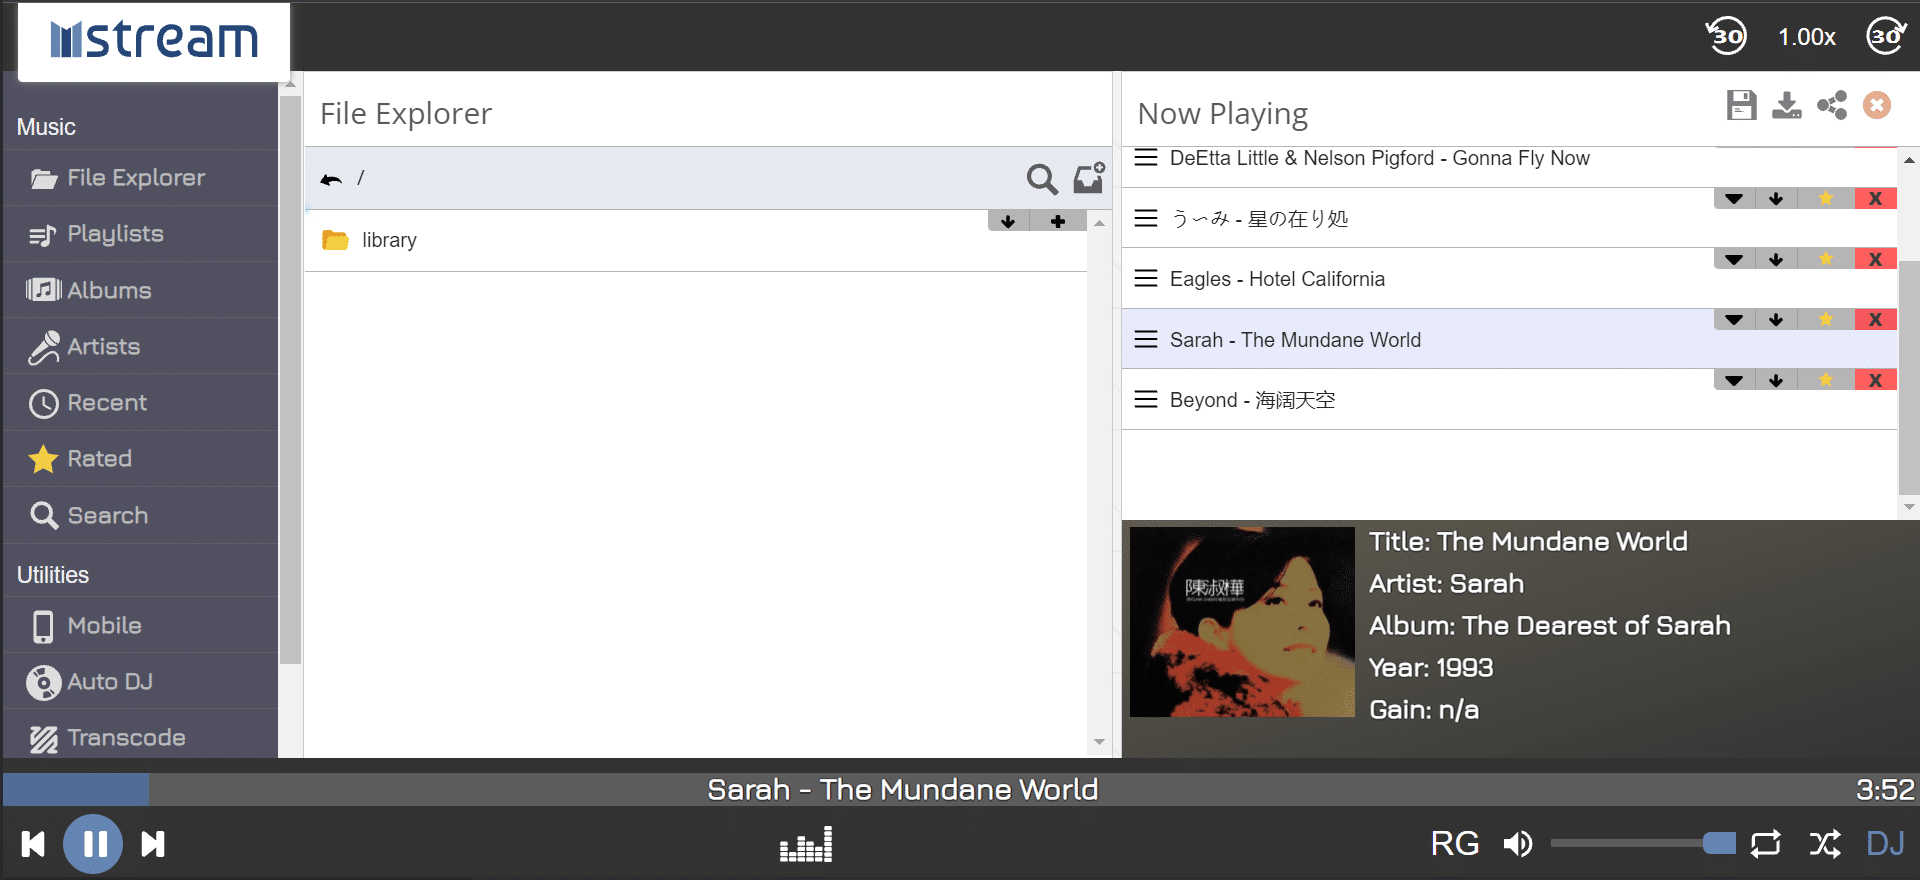 mstream
30
1.00x
30
Music
File Explorer
Playlists
Albums
Artists
Recent
Rated
Search
Utilities
Mobile
Auto DJ
Transcode
File Explorer
/
library
Now Playing
DeEtta Little & Nelson Pigford - Gonna Fly Now
X
う〜み - 星の在り処
X
Eagles - Hotel California
X
Sarah - The Mundane World
X
Beyond - 海阔天空
陳淑樺
Title: The Mundane World
Artist: Sarah
Album: The Dearest of Sarah
Year: 1993
Gain: n/a
Sarah - The Mundane World
3:52
RG
DJ